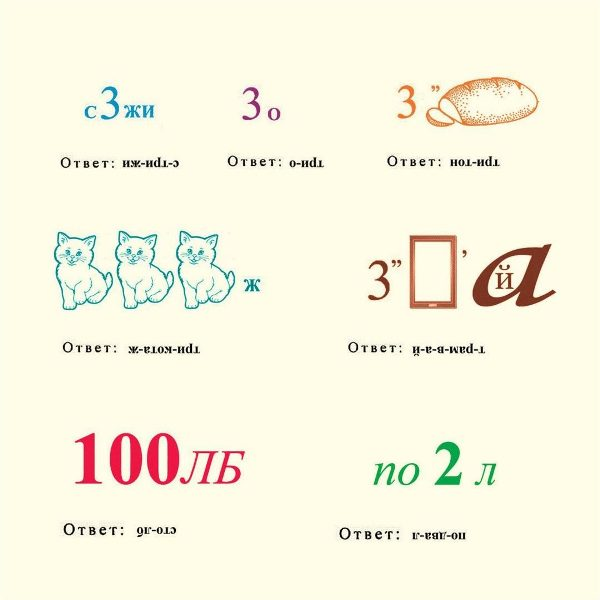 с3жи
3 о
3 ”
Ответ: с-три-жи
Ответ: три-о
Ответ: три-тон
ж
3” ’ а й
Ответ: три-кота-ж
Ответ: т-рам-в-а-й
100ЛБ
по 2 л
Ответ: сто-лб
Ответ: по-два-л